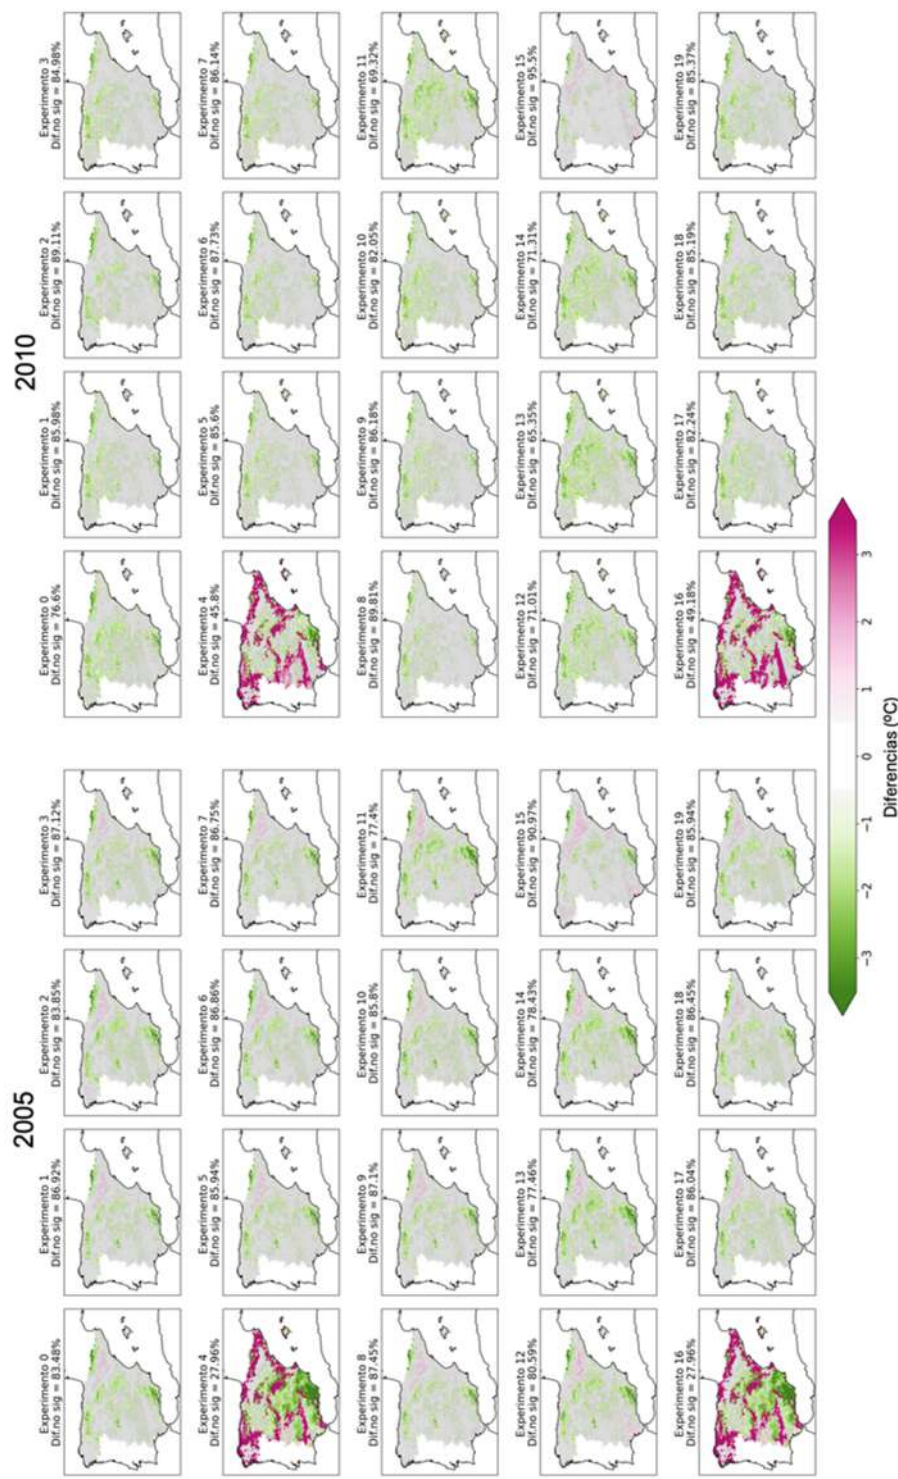 2005
Experimento 0
Dif.no sig = 83.48%
Experimento 1
Dif.no sig = 86.92%
Experimento 2
Dif.no sig = 83.85%
Experimento 3
Dif.no sig = 87.12%
Experimento 4
Dif.no sig = 27.96%
Experimento 5
Dif.no sig = 85.94%
Experimento 6
Dif.no sig = 86.86%
Experimento 7
Dif.no sig = 86.75%
Experimento 8
Dif.no sig = 87.45%
Experimento 9
Dif.no sig = 87.1%
Experimento 10
Dif.no sig = 85.8%
Experimento 11
Dif.no sig = 77.4%
Experimento 12
Dif.no sig = 80.59%
Experimento 13
Dif.no sig = 77.46%
Experimento 14
Dif.no sig = 78.43%
Experimento 15
Dif.no sig = 90.97%
Experimento 16
Dif.no sig = 27.96%
Experimento 17
Dif.no sig = 86.04%
Experimento 18
Dif.no sig = 86.45%
Experimento 19
Dif.no sig = 85.94%
2010
Experimento 0
Dif.no sig = 76.6%
Experimento 1
Dif.no sig = 85.98%
Experimento 2
Dif.no sig = 89.11%
Experimento 3
Dif.no sig = 84.98%
Experimento 4
Dif.no sig = 45.8%
Experimento 5
Dif.no sig = 85.6%
Experimento 6
Dif.no sig = 87.73%
Experimento 7
Dif.no sig = 86.14%
Experimento 8
Dif.no sig = 89.81%
Experimento 9
Dif.no sig = 86.18%
Experimento 10
Dif.no sig = 82.05%
Experimento 11
Dif.no sig = 69.32%
Experimento 12
Dif.no sig = 71.01%
Experimento 13
Dif.no sig = 65.35%
Experimento 14
Dif.no sig = 71.31%
Experimento 15
Dif.no sig = 95.5%
Experimento 16
Dif.no sig = 49.18%
Experimento 17
Dif.no sig = 82.24%
Experimento 18
Dif.no sig = 85.19%
Experimento 19
Dif.no sig = 85.37%
−3 −2 −1 0 1 2 3
Diferencias (ºC)